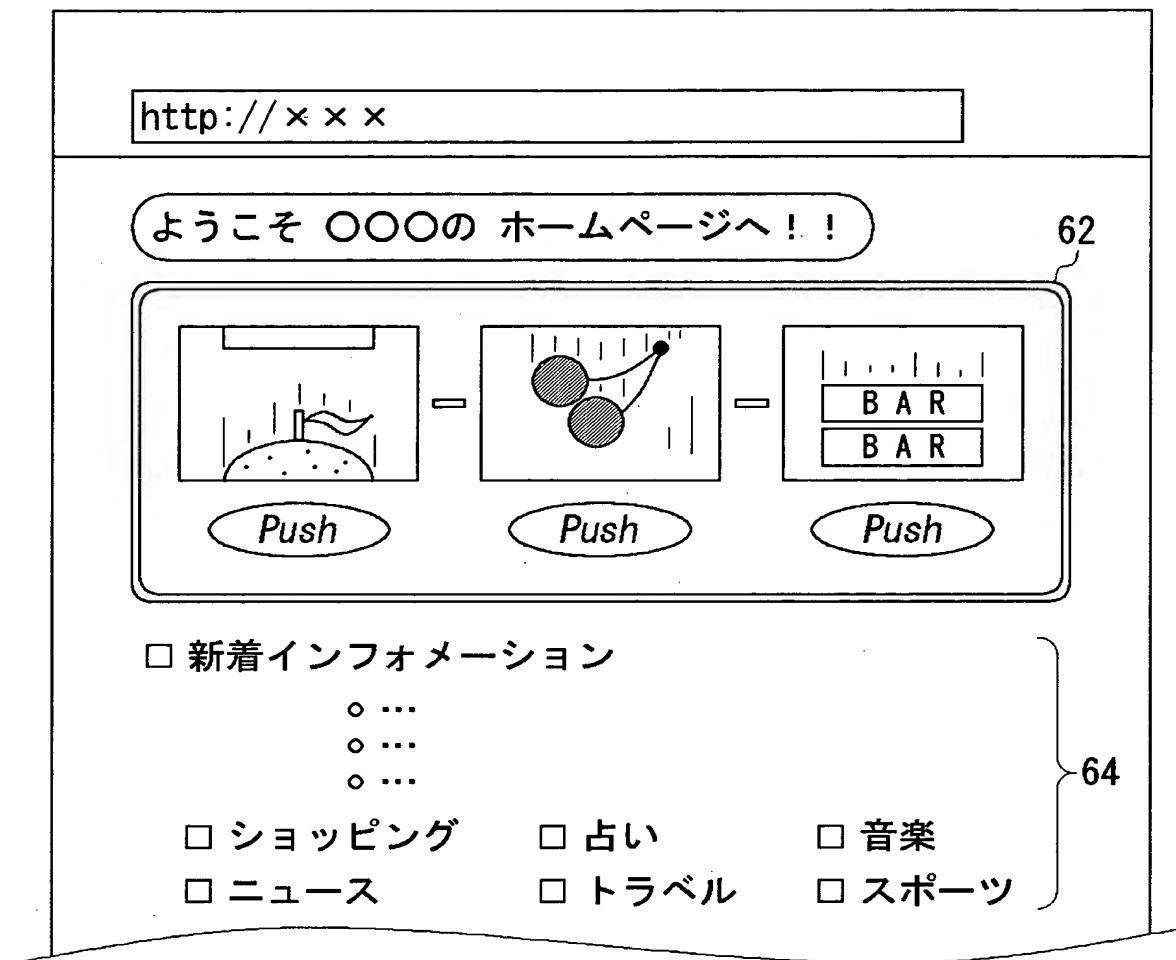 http://×××
ようこそ ○○○の ホームページへ!!
62
BAR
BAR
Push Push Push
□ 新着インフォメーション
○ …
○ …
○ …
64
□ ショッピング □ 占い □ 音楽
□ ニュース □ トラベル □ スポーツ